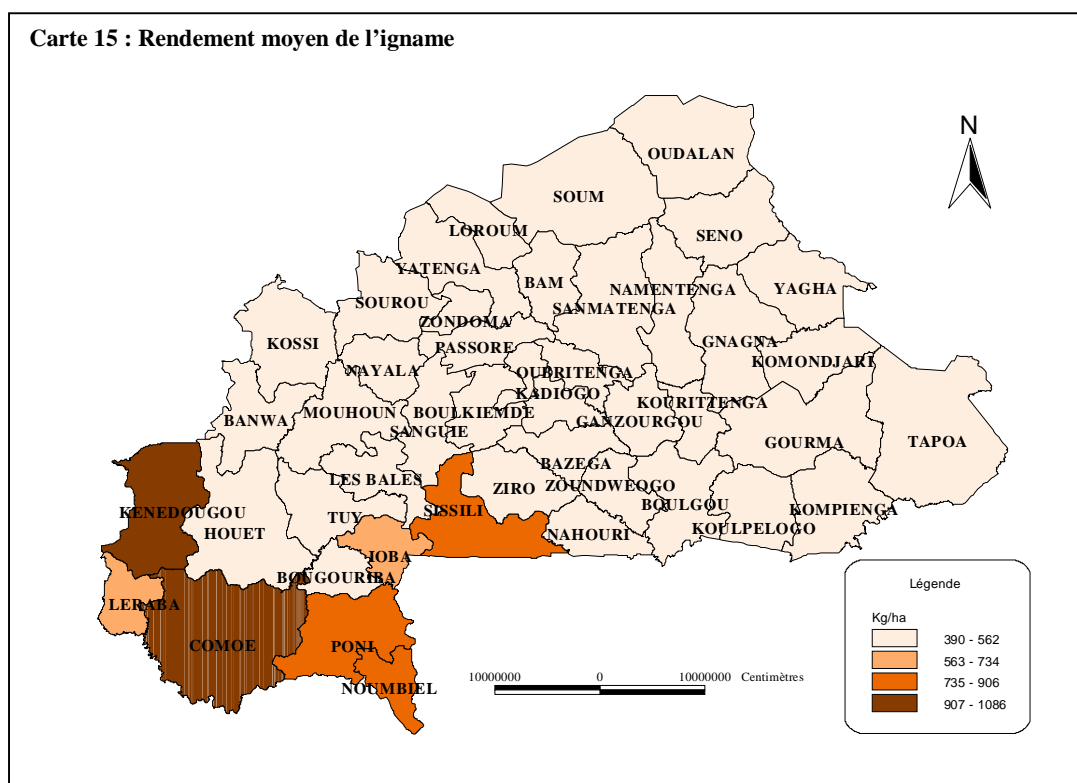 Carte 15 : Rendement moyen de l'igname
N
OUDALAN
SOUM
SENO
LOROUM
YATENGA
BAM
NAMENTENGA
YAGHA
SOUROU
SANMATENGA
ZONDOMA
KOSSI
PASSORE
GNAGNA
KOMONDJARI
NAYALA
OUBRITENGA
KADIOGO
KOURITTENGA
BANWA
MOUHOUN
BOULKIEMDE
GANZOURGOU
SANGUIE
GOURMA
TAPOA
BAZEGA
LES BALES
ZIRO
ZOUNDWEOGO
BOULGOU
KOMPIENGA
KENEDOUGOU
SISSILI
TUY
HOUET
NAHOURI
KOULPELOGO
IOBA
BOUGOURIBA
LERABA
COMOE
PONI
NOUMBIEL
10000000 0 10000000 Centimètres
Légende
Kg/ha
390 - 562
563 - 734
735 - 906
907 - 1086